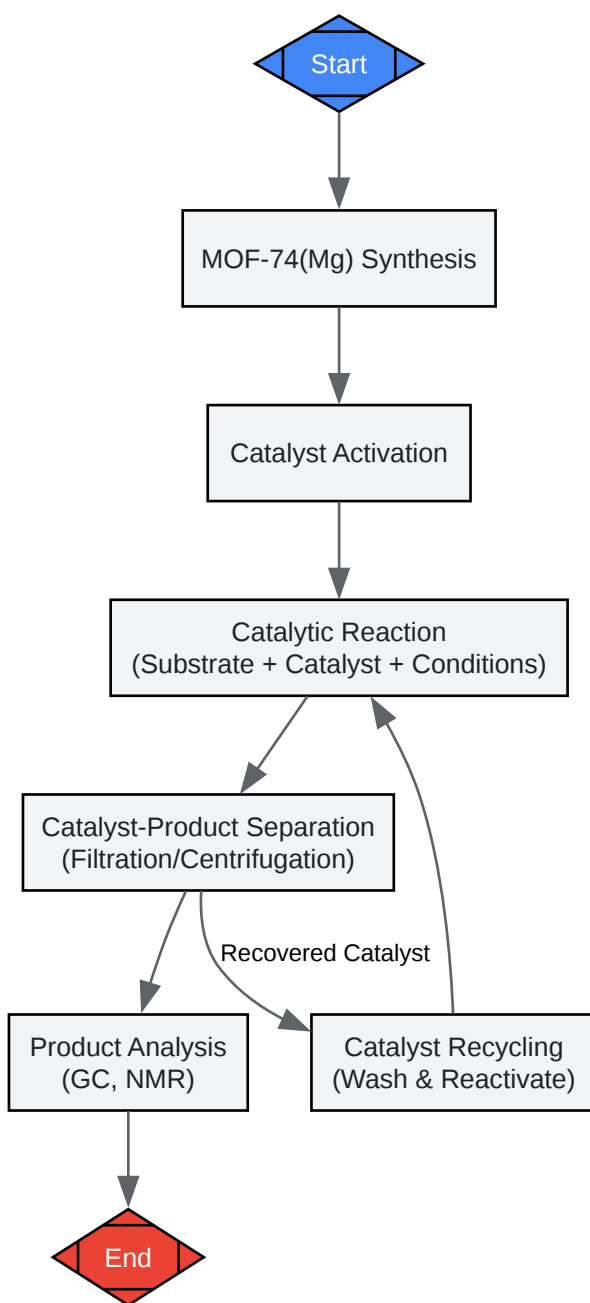 Start
MOF-74(Mg) Synthesis
Catalyst Activation
Catalytic Reaction
(Substrate + Catalyst + Conditions)
Catalyst-Product Separation
(Filtration/Centrifugation)
Recovered Catalyst
Product Analysis
(GC, NMR)
Catalyst Recycling
(Wash & Reactivate)
End